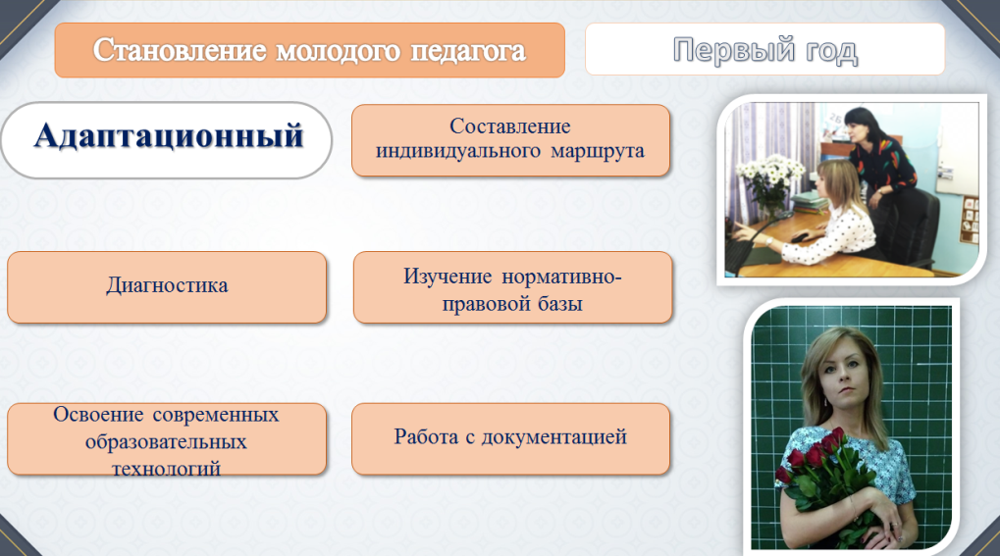 Становление молодого педагога
Первый год
Адаптационный
Составление
индивидуального маршрута
Диагностика
Изучение нормативно-
правовой базы
Освоение современных
образовательных
технологий
Работа с документацией